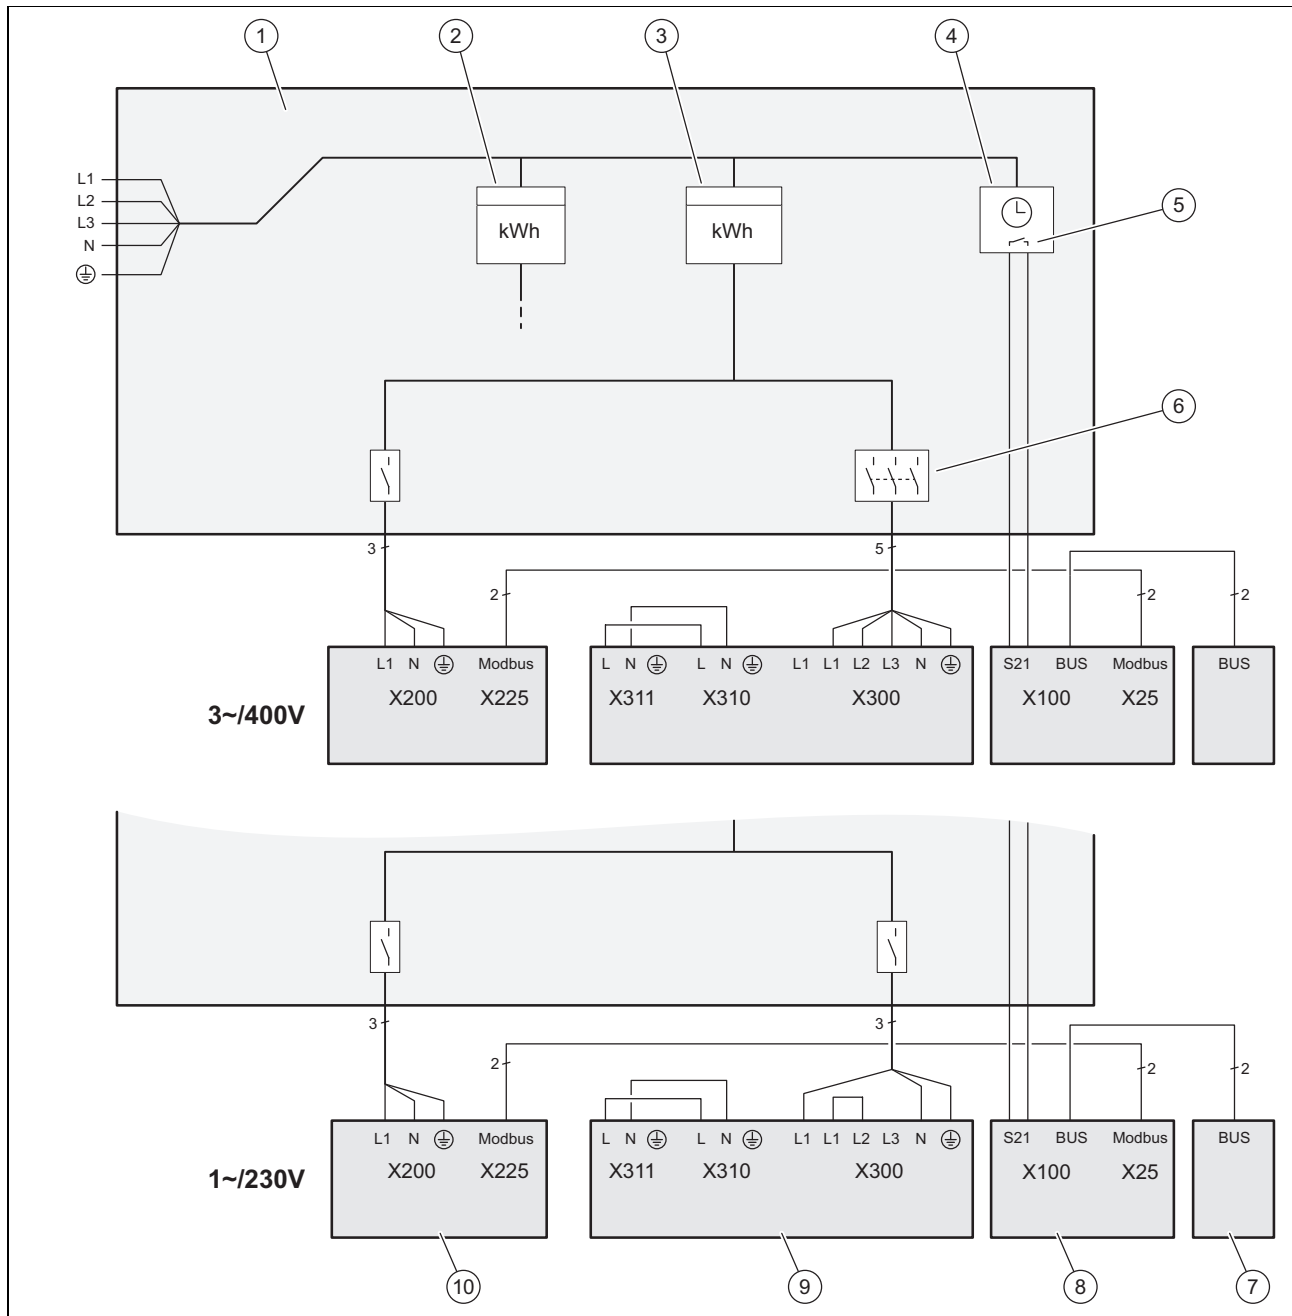 1 2 3 4
L1
L2
L3
N
kWh kWh
5
6
3 5
2 2 2
L1 N Modbus
X200 X225
L N L N L1 L1 L2 L3 N
X311 X310 X300
S21 BUS Modbus
X100 X25
BUS
3~/400V
3 3
2 2 2
L1 N Modbus
X200 X225
L N L N L1 L1 L2 L3 N
X311 X310 X300
S21 BUS Modbus
X100 X25
BUS
1~/230V
10 9 8 7